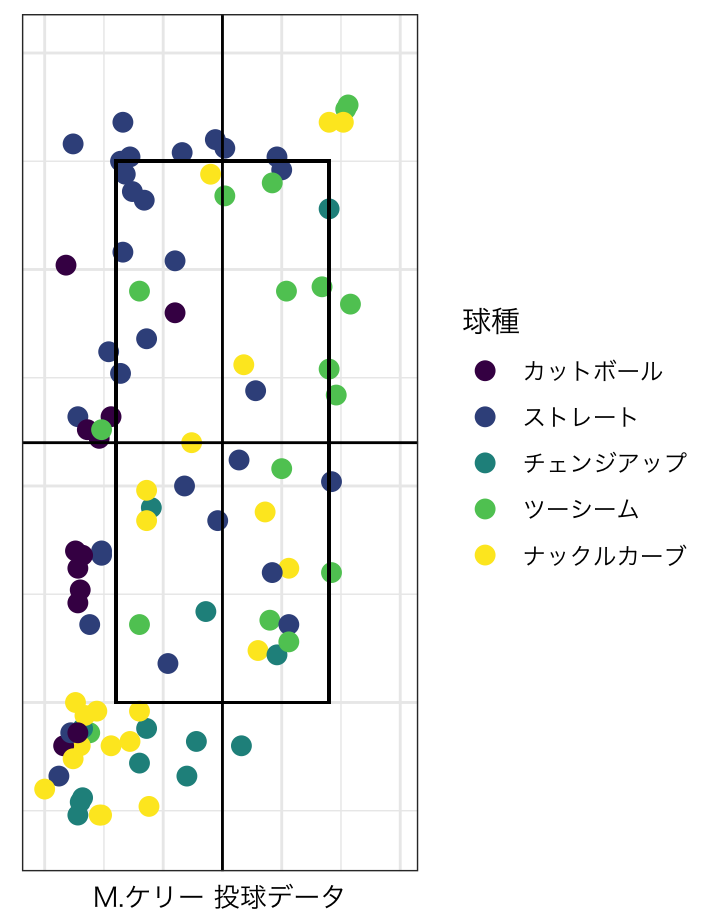 球種
カットボール
ストレート
チェンジアップ
ツーシーム
ナックルカーブ
M.ケリー 投球データ